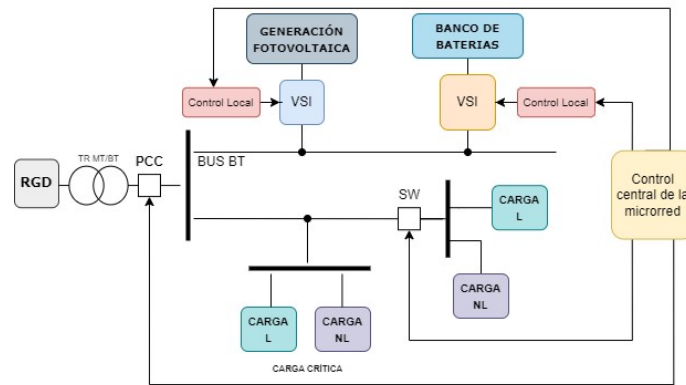 GENERACIÓN
FOTOVOLTAICA
BANCO DE
BATERIAS
Control Local
VSI
VSI
Control Local
TR MT/BT
PCC
BUS BT
RGD
SW
CARGA
L
CARGA
NL
Control
central de la
microrred
CARGA
L
CARGA
NL
CARGA CRÍTICA